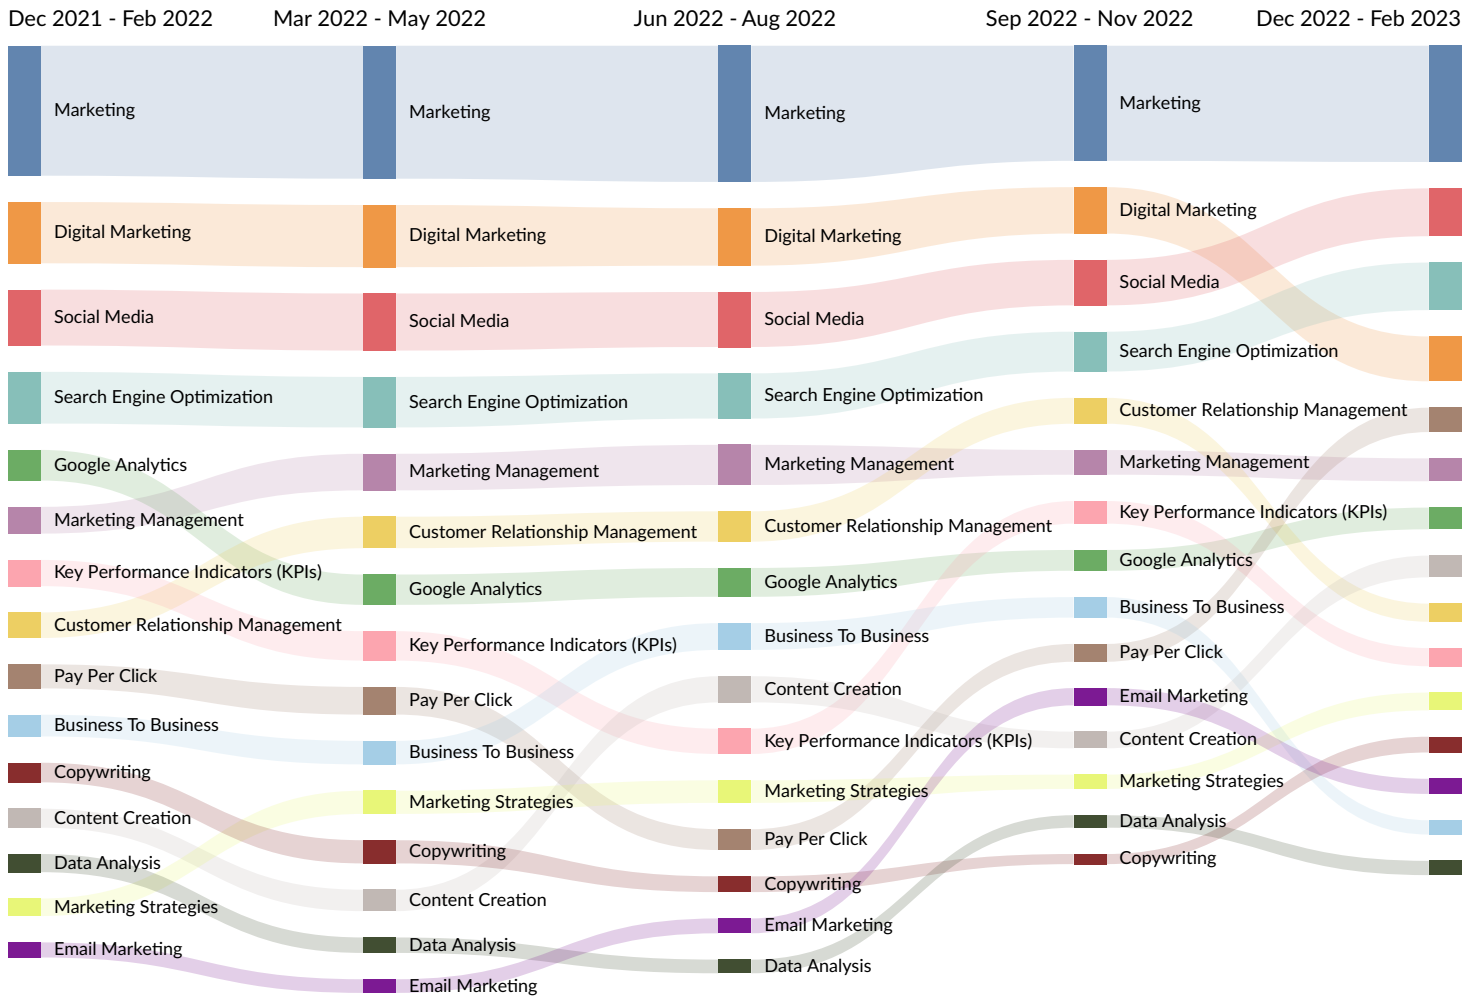 Dec 2021 - Feb 2022
Mar 2022 - May 2022
Jun 2022 - Aug 2022
Sep 2022 - Nov 2022
Dec 2022 - Feb 2023
Marketing
Digital Marketing
Social Media
Search Engine Optimization
Google Analytics
Marketing Management
Key Performance Indicators (KPIs)
Customer Relationship Management
Pay Per Click
Business To Business
Copywriting
Content Creation
Data Analysis
Marketing Strategies
Email Marketing
Marketing
Digital Marketing
Social Media
Search Engine Optimization
Marketing Management
Customer Relationship Management
Google Analytics
Key Performance Indicators (KPIs)
Pay Per Click
Business To Business
Marketing Strategies
Copywriting
Content Creation
Data Analysis
Email Marketing
Marketing
Digital Marketing
Social Media
Search Engine Optimization
Marketing Management
Customer Relationship Management
Google Analytics
Business To Business
Content Creation
Key Performance Indicators (KPIs)
Marketing Strategies
Pay Per Click
Copywriting
Email Marketing
Data Analysis
Marketing
Digital Marketing
Social Media
Search Engine Optimization
Customer Relationship Management
Marketing Management
Key Performance Indicators (KPIs)
Google Analytics
Business To Business
Pay Per Click
Email Marketing
Content Creation
Marketing Strategies
Data Analysis
Copywriting